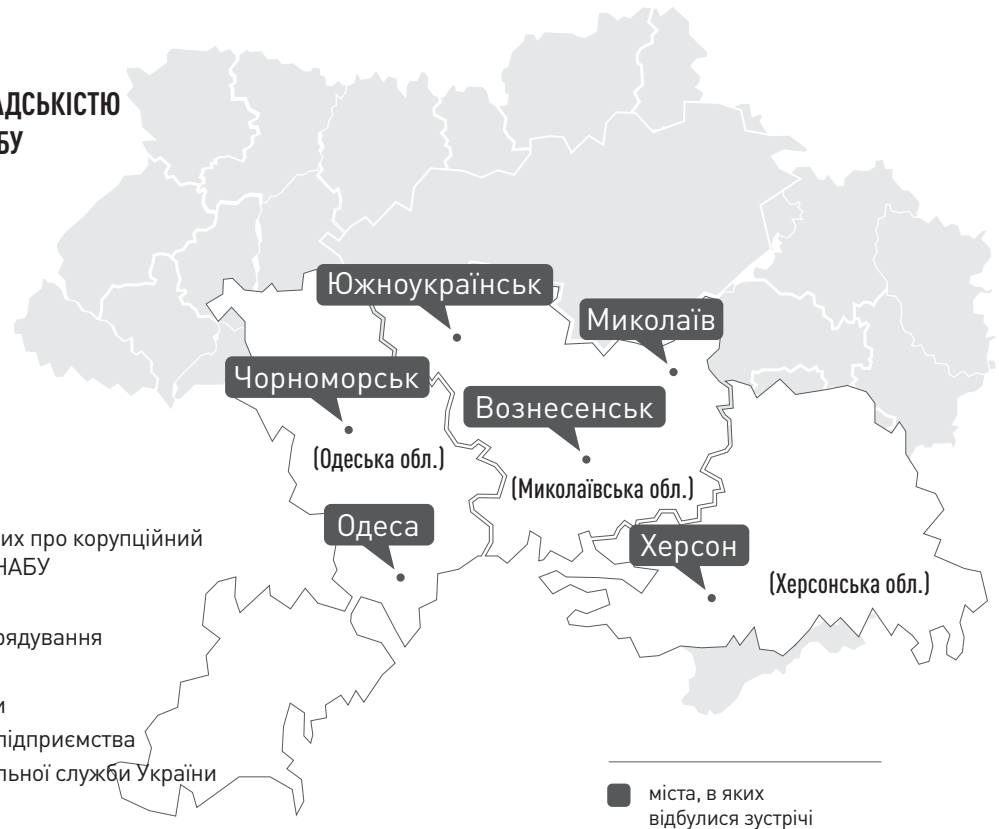 АДСЬКІСТЮ
БУ
Южноукраїнськ
Миколаїв
Чорноморськ
Вознесенськ
(Одеська обл.)
(Миколаївська обл.)
Одеса
Херсон
(Херсонська обл.)
их про корупційний
НАБУ
рядування
и
підприємства
льної служби України
міста, в яких
відбулися зустрічі